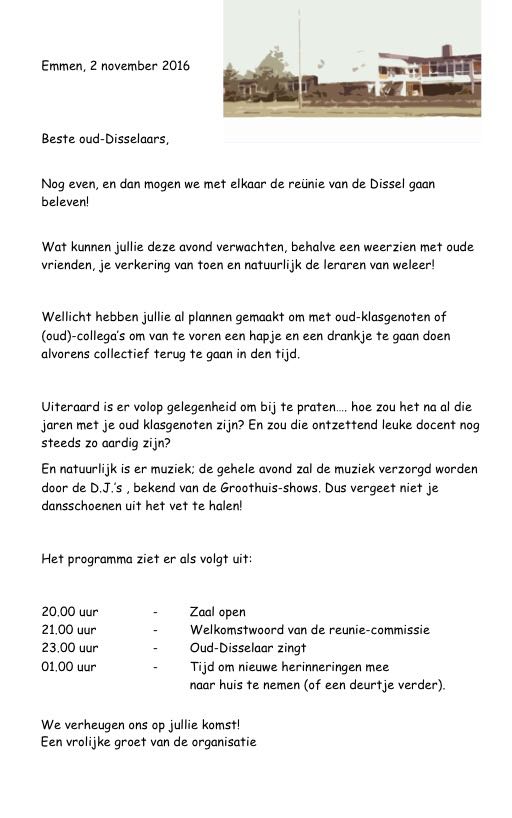 Emmen, 2 november 2016
Beste oud-Disselaars,
Nog even, en dan mogen we met elkaar de reünie van de Dissel gaan
beleven!
Wat kunnen jullie deze avond verwachten, behalve een weerzien met oude
vrienden, je verkering van toen en natuurlijk de leraren van weleer!
Wellicht hebben jullie al plannen gemaakt om met oud-klasgenoten of
(oud)-collega’s om van te voren een hapje en een drankje te gaan doen
alvorens collectief terug te gaan in den tijd.
Uiteraard is er volop gelegenheid om bij te praten…. hoe zou het na al die
jaren met je oud klasgenoten zijn? En zou die ontzettend leuke docent nog
steeds zo aardig zijn?
En natuurlijk is er muziek; de gehele avond zal de muziek verzorgd worden
door de D.J.’s , bekend van de Groothuis-shows. Dus vergeet niet je
dansschoenen uit het vet te halen!
Het programma ziet er als volgt uit:
20.00 uur - Zaal open
21.00 uur - Welkomstwoord van de reunie-commissie
23.00 uur - Oud-Disselaar zingt
01.00 uur - Tijd om nieuwe herinneringen mee
naar huis te nemen (of een deurtje verder).
We verheugen ons op jullie komst!
Een vrolijke groet van de organisatie